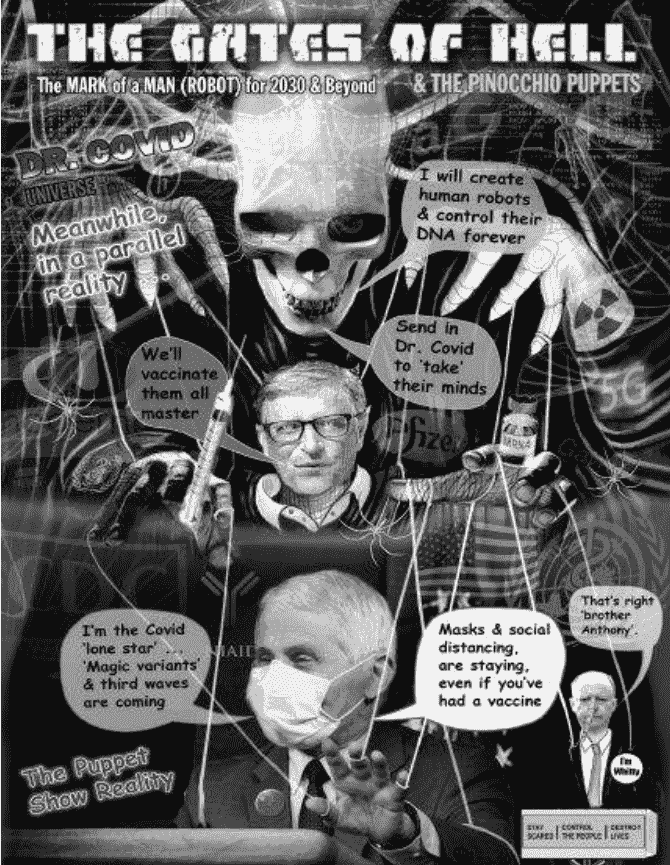 THE GATES OF HELL
The MARK of a MAN (ROBOT) for 2030 & Beyond
& THE PINOCCHIO PUPPETS
DR. COVID
UNIVERSE
Meanwhile,
in a parallel
reality ...
I will create
human robots
& control their
DNA forever
Send in
Dr. Covid
to 'take'
their minds
We'll
vaccinate
them all
master
5G
Pfizer
CDC
NIAID
I'm the Covid
'lone star' ...
'Magic variants'
& third waves
are coming
Masks & social
distancing,
are staying,
even if you've
had a vaccine
That's right
'brother
Anthony'.
The Puppet
Show Reality
I'm
Whitty
STAY SCARED | CONTROL THE PEOPLE | DESTROY LIVES